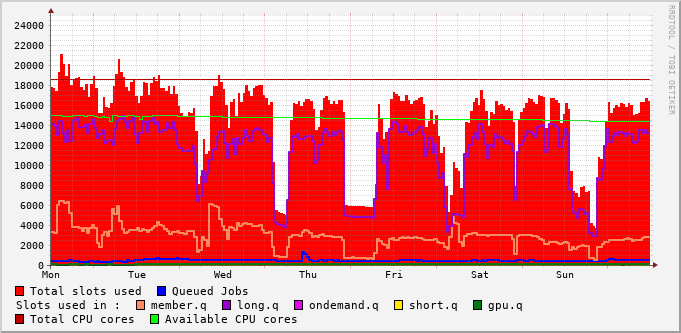 24000
22000
20000
18000
16000
14000
12000
10000
8000
6000
4000
2000
0
Mon Tue Wed Thu Fri Sat Sun
RRDTOOL / TOBI OETIKER
Total slots used Queued Jobs
Slots used in : member.q long.q ondemand.q short.q gpu.q
Total CPU cores Available CPU cores